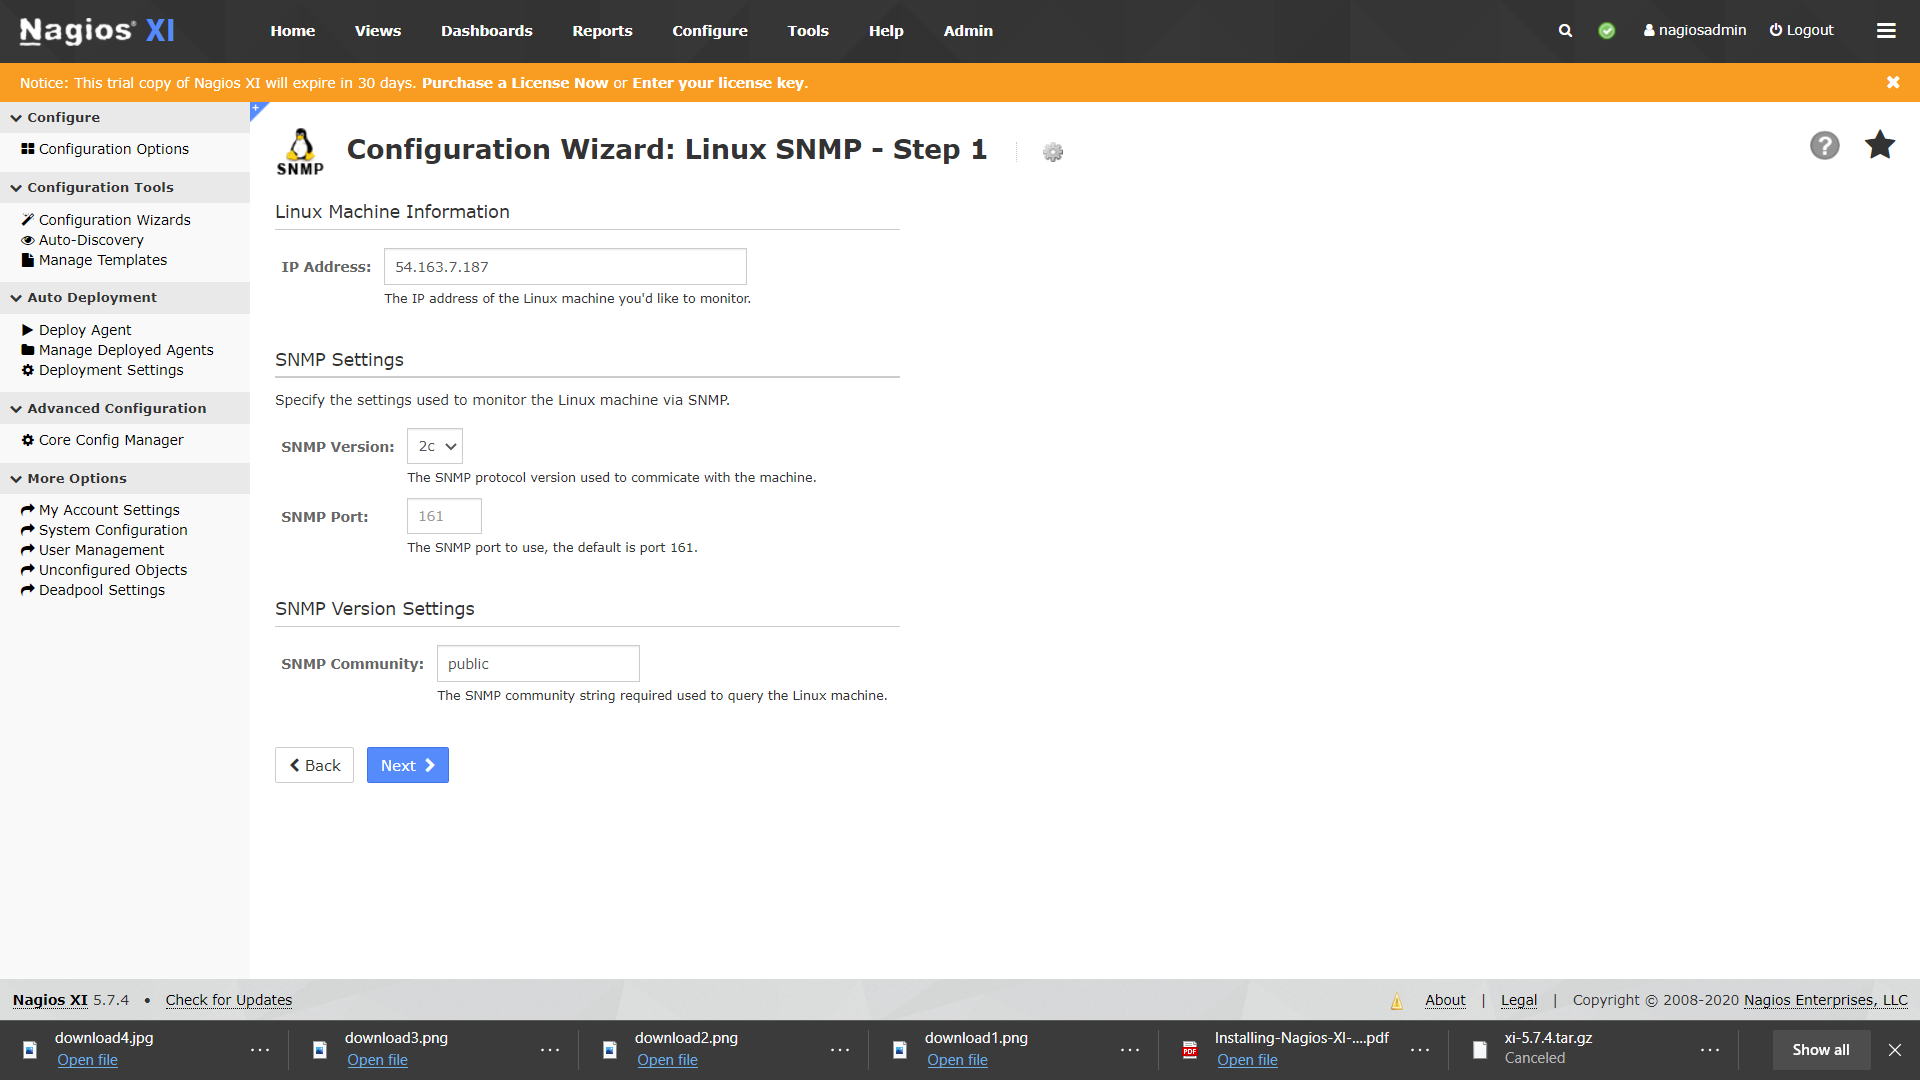 Nagios® XI
Home Views Dashboards Reports Configure Tools Help Admin
nagiosadmin Logout
Notice: This trial copy of Nagios XI will expire in 30 days. Purchase a License Now or Enter your license key.
Configure
Configuration Options
Configuration Tools
Configuration Wizards
Auto-Discovery
Manage Templates
Auto Deployment
Deploy Agent
Manage Deployed Agents
Deployment Settings
Advanced Configuration
Core Config Manager
More Options
My Account Settings
System Configuration
User Management
Unconfigured Objects
Deadpool Settings
SNMP
Configuration Wizard: Linux SNMP - Step 1
?
Linux Machine Information
IP Address: 54.163.7.187
The IP address of the Linux machine you'd like to monitor.
SNMP Settings
Specify the settings used to monitor the Linux machine via SNMP.
SNMP Version: 2c
The SNMP protocol version used to commicate with the machine.
SNMP Port: 161
The SNMP port to use, the default is port 161.
SNMP Version Settings
SNMP Community: public
The SNMP community string required used to query the Linux machine.
Back Next
Nagios XI 5.7.4 • Check for Updates
About | Legal | Copyright © 2008-2020 Nagios Enterprises, LLC
download4.jpg
Open file
...
download3.png
Open file
...
download2.png
Open file
...
download1.png
Open file
...
PDF
Installing-Nagios-XI-....pdf
Open file
...
xi-5.7.4.tar.gz
Canceled
...
Show all